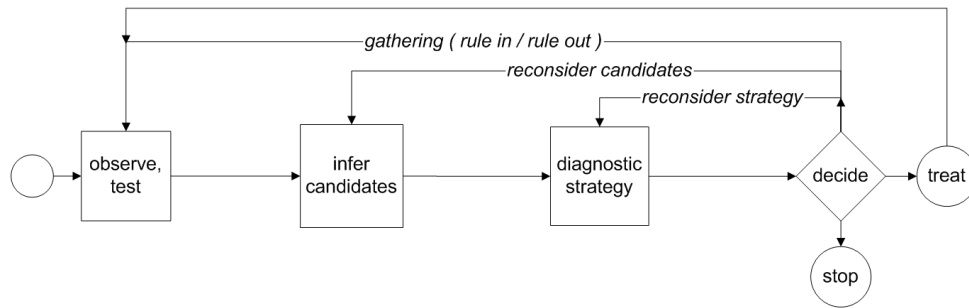 gathering ( rule in / rule out )
reconsider candidates
reconsider strategy
observe,
test
infer
candidates
diagnostic
strategy
decide
treat
stop